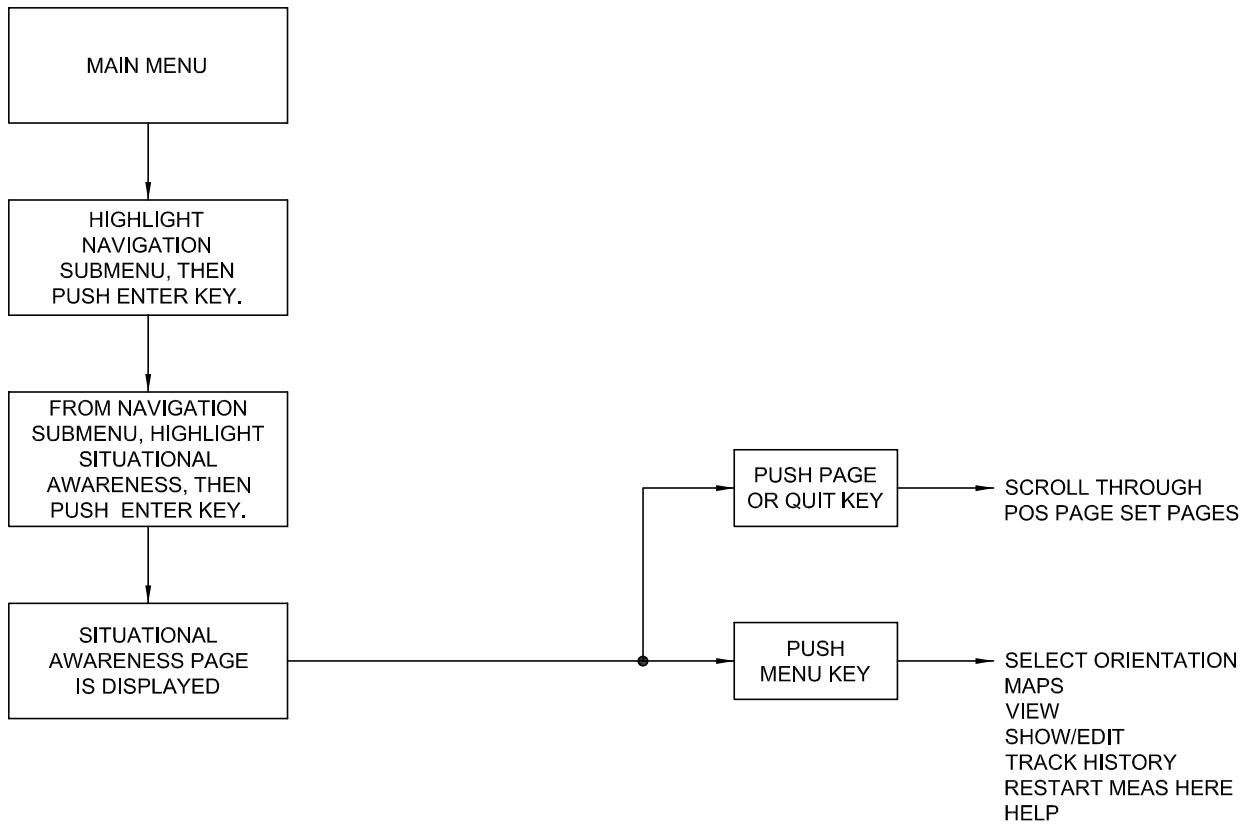 MAIN MENU
HIGHLIGHT
NAVIGATION
SUBMENU, THEN
PUSH ENTER KEY.
FROM NAVIGATION
SUBMENU, HIGHLIGHT
SITUATIONAL
AWARENESS, THEN
PUSH ENTER KEY.
SITUATIONAL
AWARENESS PAGE
IS DISPLAYED
PUSH PAGE
OR QUIT KEY
SCROLL THROUGH
POS PAGE SET PAGES
PUSH
MENU KEY
SELECT ORIENTATION
MAPS
VIEW
SHOW/EDIT
TRACK HISTORY
RESTART MEAS HERE
HELP